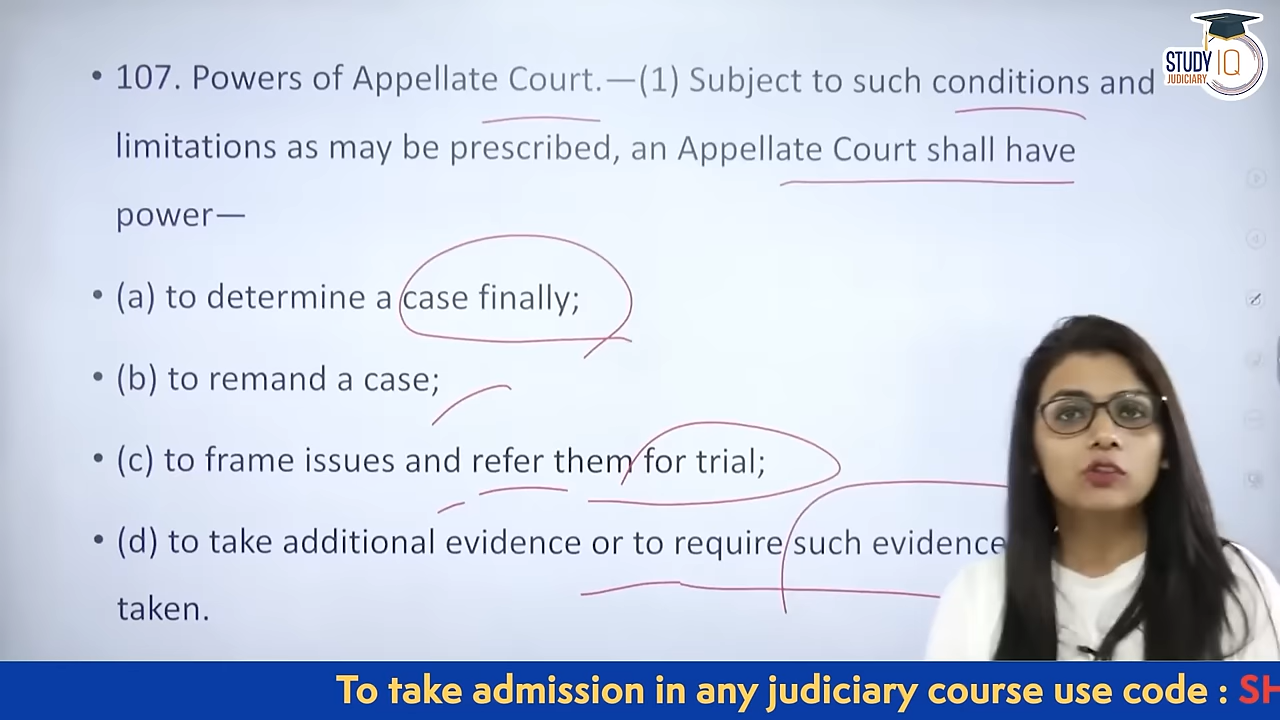 • 107. Powers of Appellate Court.—(1) Subject to such conditions and
limitations as may be prescribed, an Appellate Court shall have
power—
• (a) to determine a case finally;
• (b) to remand a case;
• (c) to frame issues and refer them for trial;
• (d) to take additional evidence or to require such evidence
taken.
STUDY IQ
JUDICIARY
To take admission in any judiciary course use code : SH